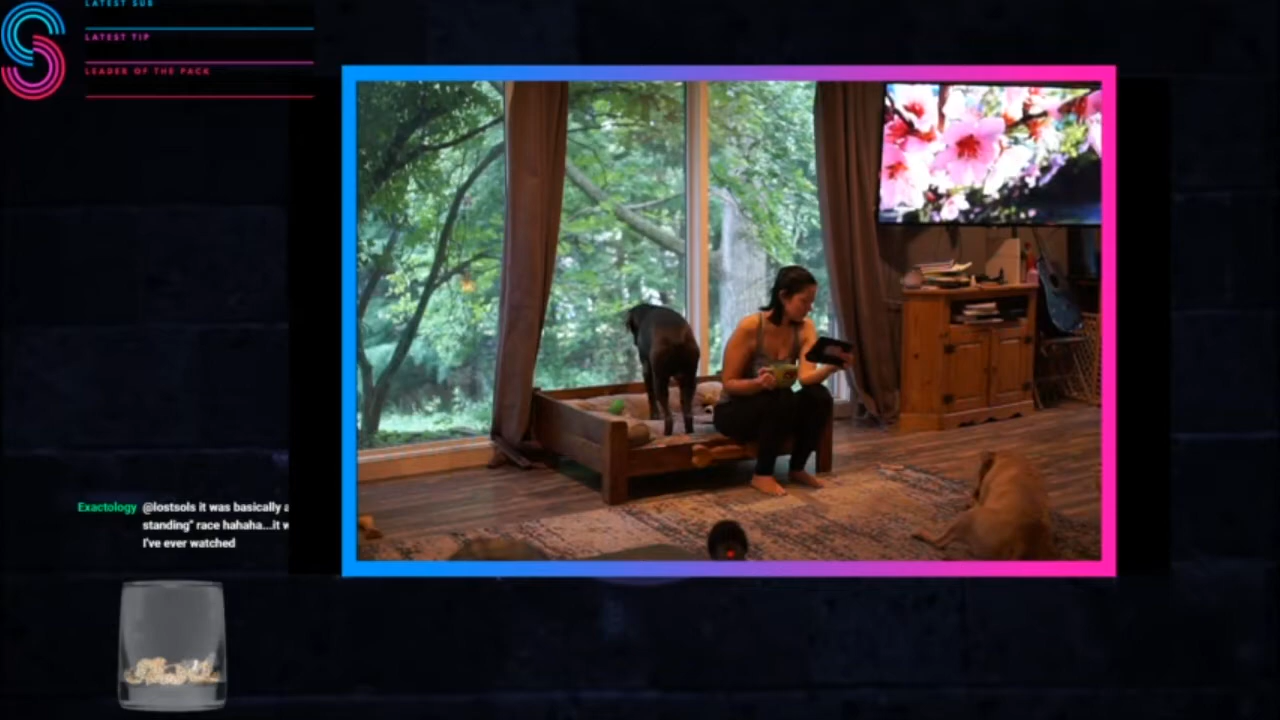 LATEST SUB
LATEST TIP
LEADER OF THE PACK
Exactology @lostsols it was basically a
standing" race hahaha...it w
I've ever watched